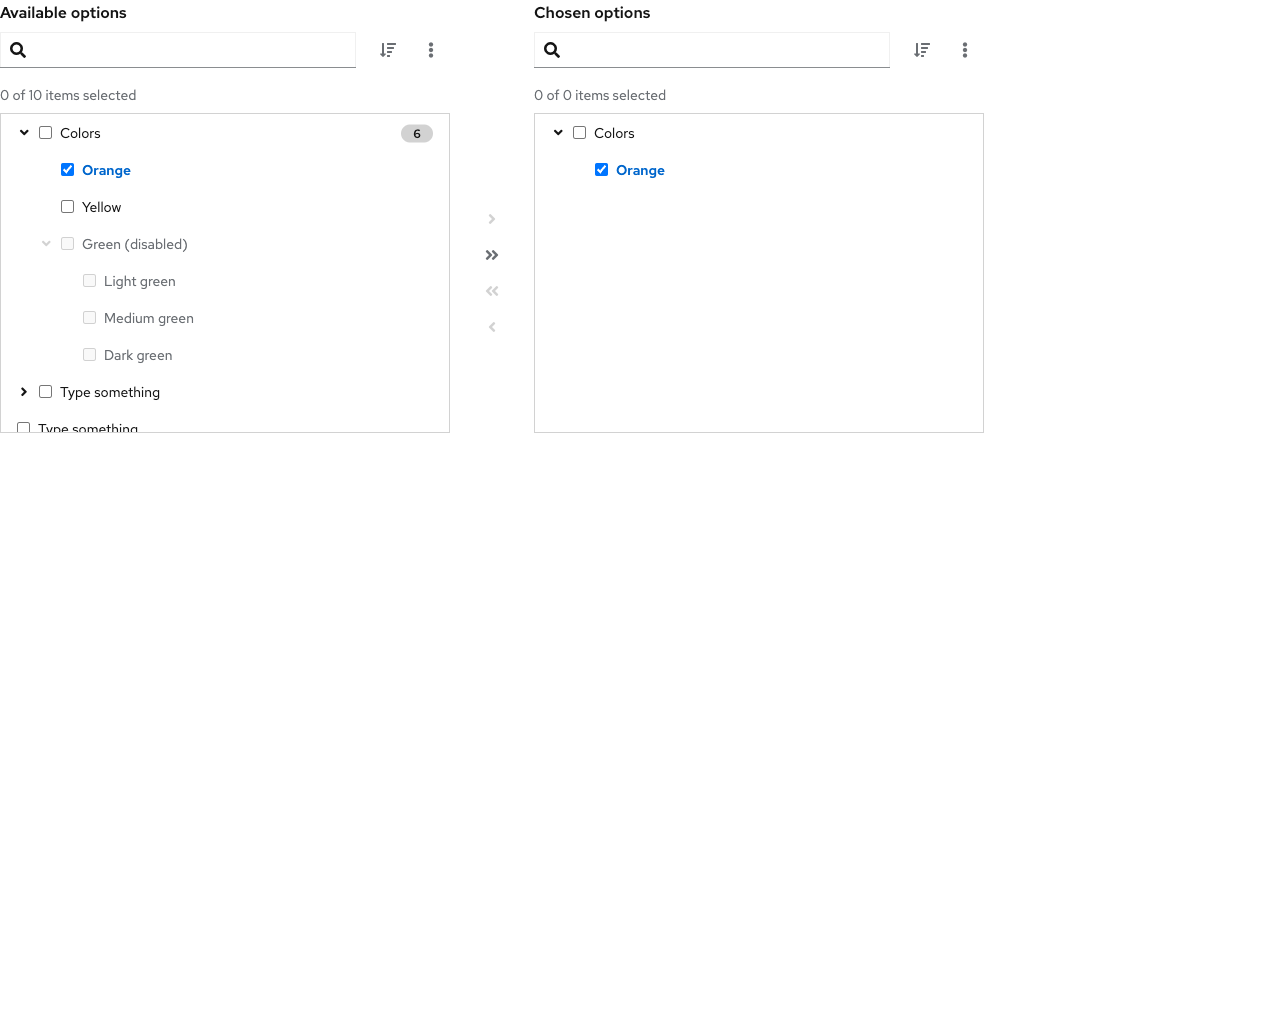 Available options
0 of 10 items selected
Colors 6
Orange
Yellow
Green (disabled)
Light green
Medium green
Dark green
Type something
Type something
Chosen options
0 of 0 items selected
Colors
Orange